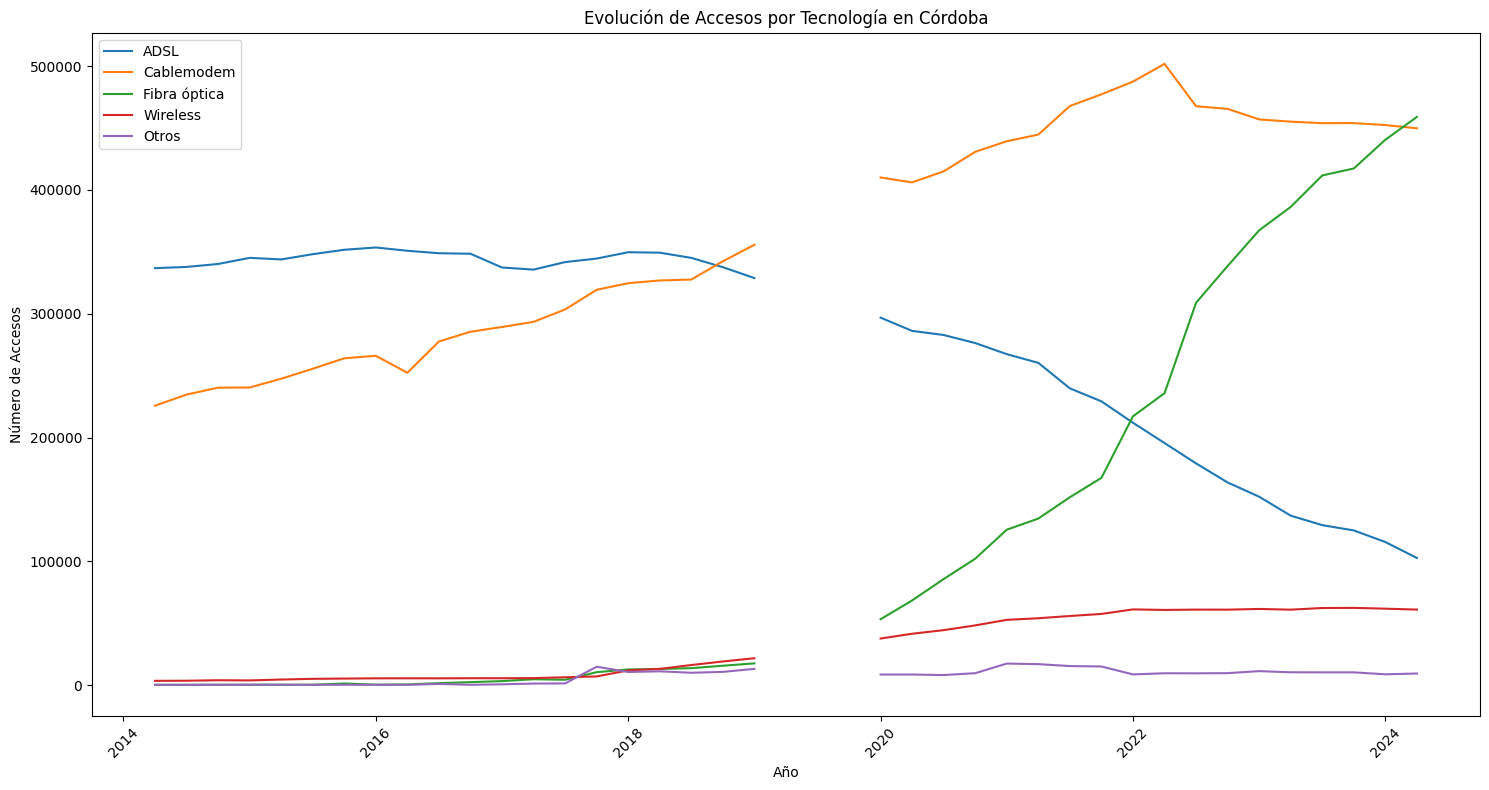 Evolución de Accesos por Tecnología en Córdoba
ADSL
Cablemodem
Fibra óptica
Wireless
Otros
Número de Accesos
500000
400000
300000
200000
100000
0
2014
2016
2018
2020
2022
2024
Año